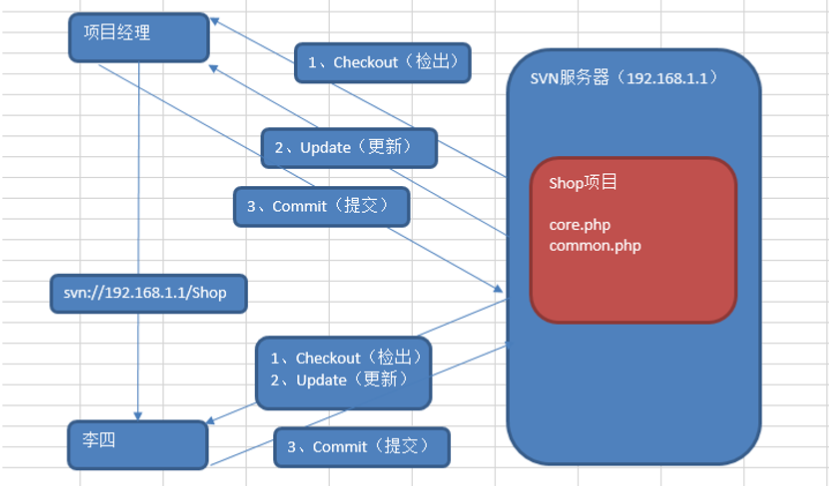 项目经理
1、Checkout（检出）
SVN服务器（192.168.1.1）
2、Update（更新）
3、Commit（提交）
Shop项目
core.php
common.php
svn://192.168.1.1/Shop
1、Checkout（检出）
2、Update（更新）
李四
3、Commit（提交）